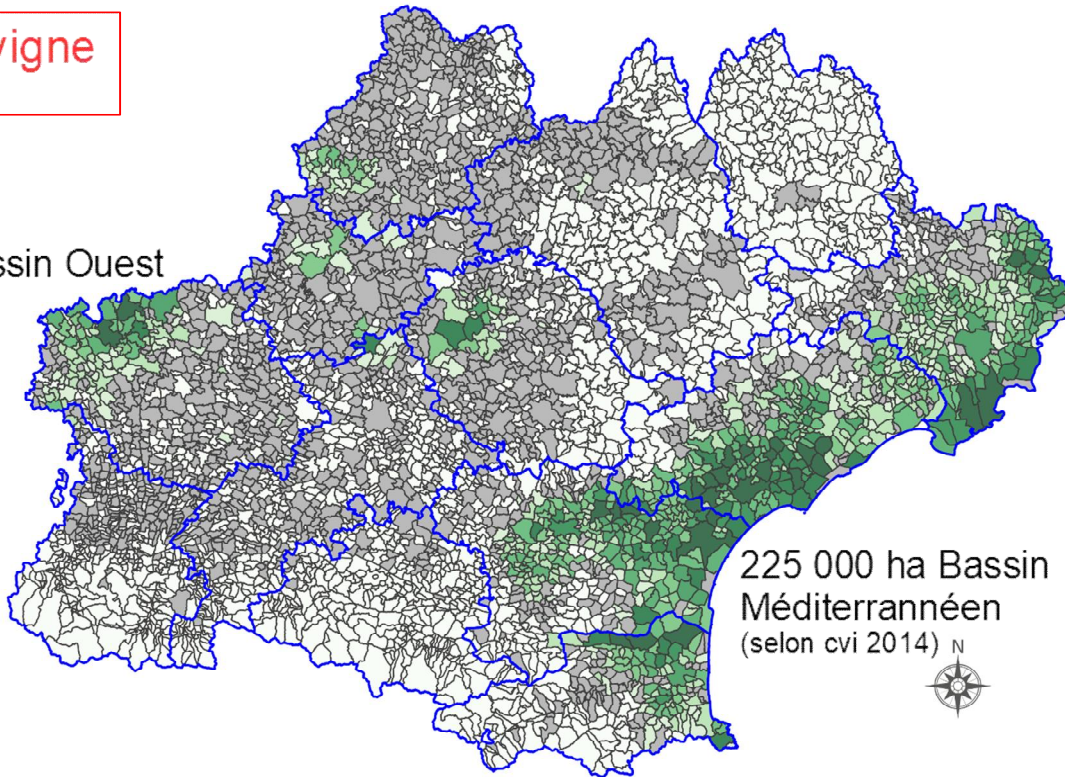 vigne
ssin Ouest
225 000 ha Bassin
Méditerrannéen
(selon cvi 2014)
N